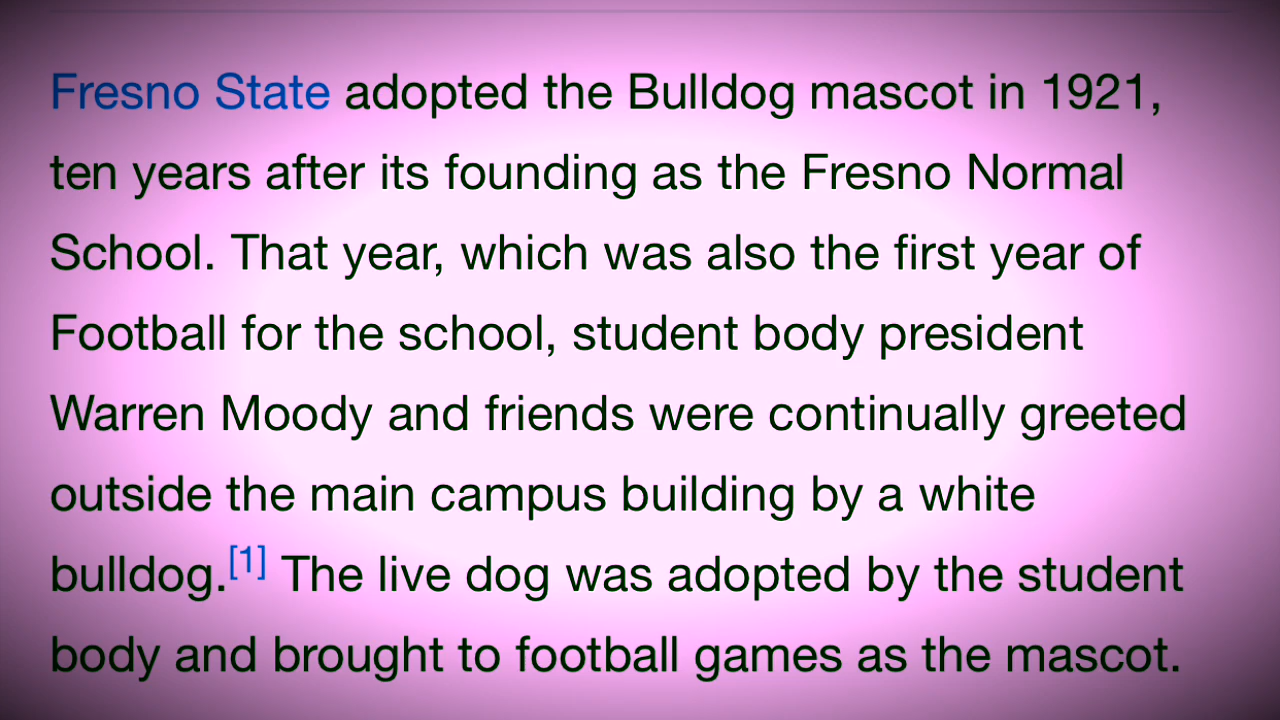 Fresno State adopted the Bulldog mascot in 1921,
ten years after its founding as the Fresno Normal
School. That year, which was also the first year of
Football for the school, student body president
Warren Moody and friends were continually greeted
outside the main campus building by a white
bulldog.[1] The live dog was adopted by the student
body and brought to football games as the mascot.